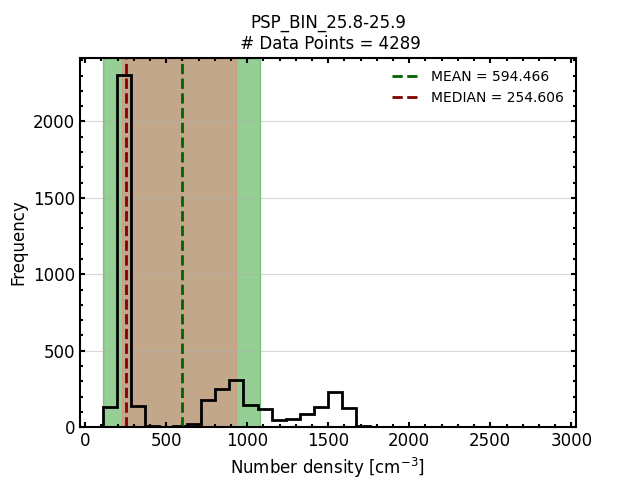 PSP_BIN_25.8-25.9
# Data Points = 4289
MEAN = 594.466
MEDIAN = 254.606
Frequency
2000
1500
1000
500
0
0 500 1000 1500 2000 2500 3000
Number density [cm⁻³]